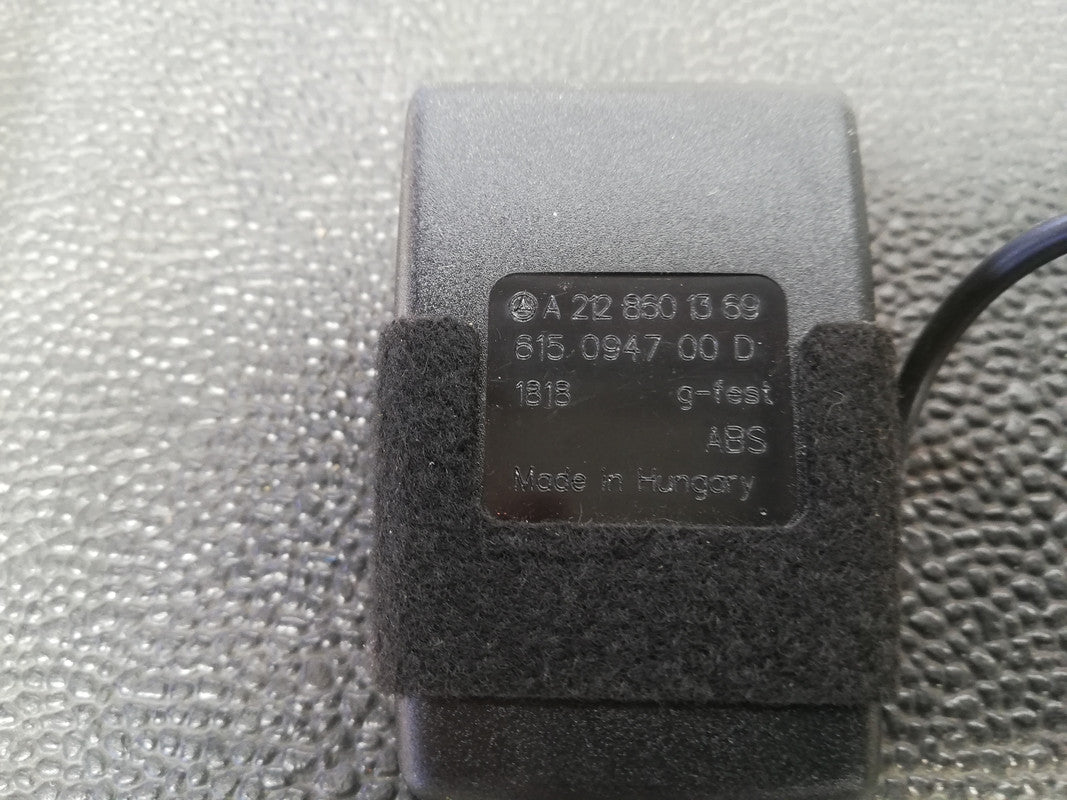 A 212 860 13 69
615 0947 00 D
1818 g-fest
ABS
Made in Hungary